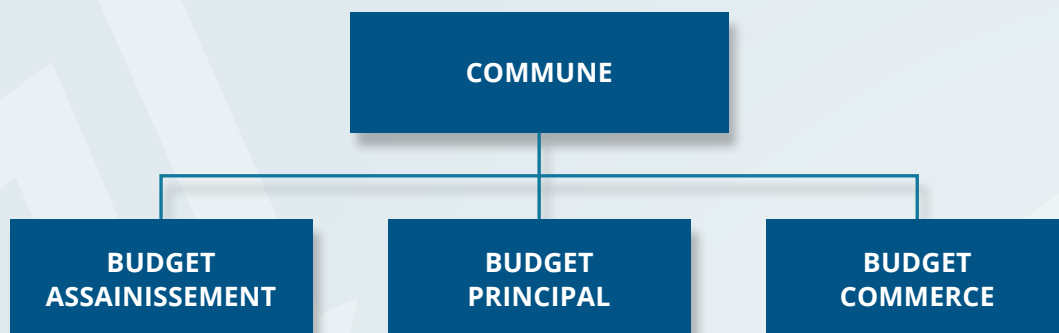 COMMUNE
BUDGET
ASSAINISSEMENT
BUDGET
PRINCIPAL
BUDGET
COMMERCE